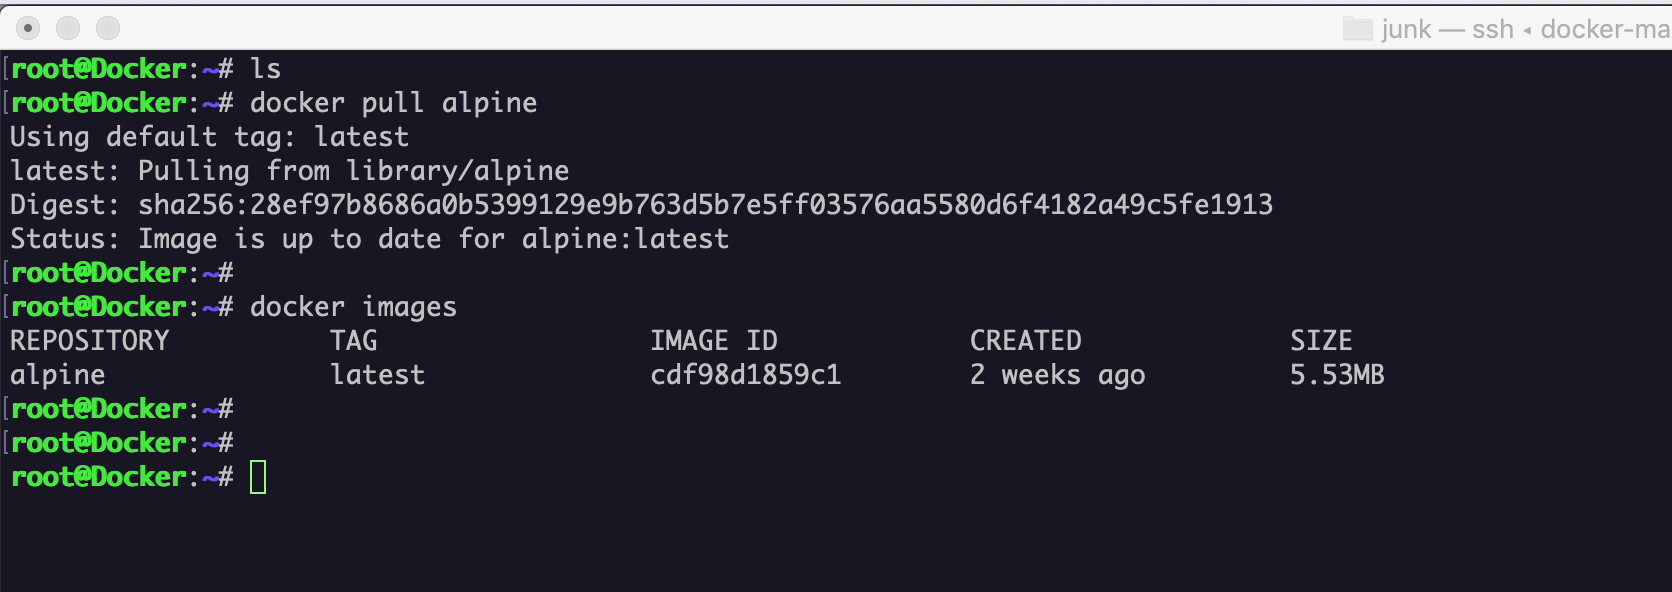 junk — ssh ◂ docker-ma
[root@Docker:~# ls
[root@Docker:~# docker pull alpine
Using default tag: latest
latest: Pulling from library/alpine
Digest: sha256:28ef97b8686a0b5399129e9b763d5b7e5ff03576aa5580d6f4182a49c5fe1913
Status: Image is up to date for alpine:latest
[root@Docker:~#
[root@Docker:~# docker images
REPOSITORY TAG IMAGE ID CREATED SIZE
alpine latest cdf98d1859c1 2 weeks ago 5.53MB
[root@Docker:~#
[root@Docker:~#
root@Docker:~#